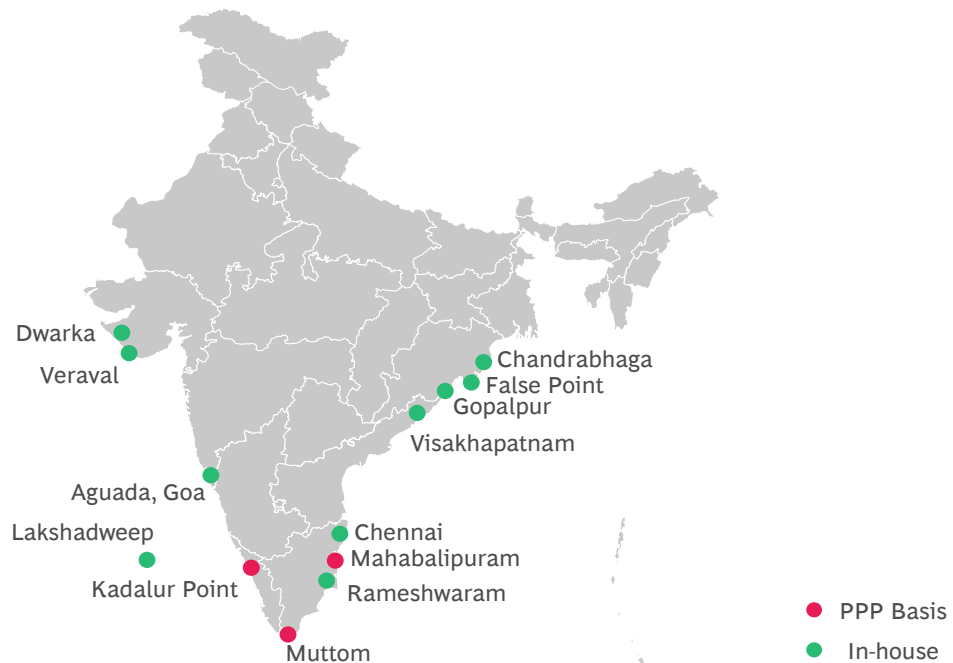 Dwarka
Veraval
Chandrabhaga
False Point
Gopalpur
Visakhapatnam
Aguada, Goa
Lakshadweep
Chennai
Mahabalipuram
Kadalur Point
Rameshwaram
Muttom
PPP Basis
In-house